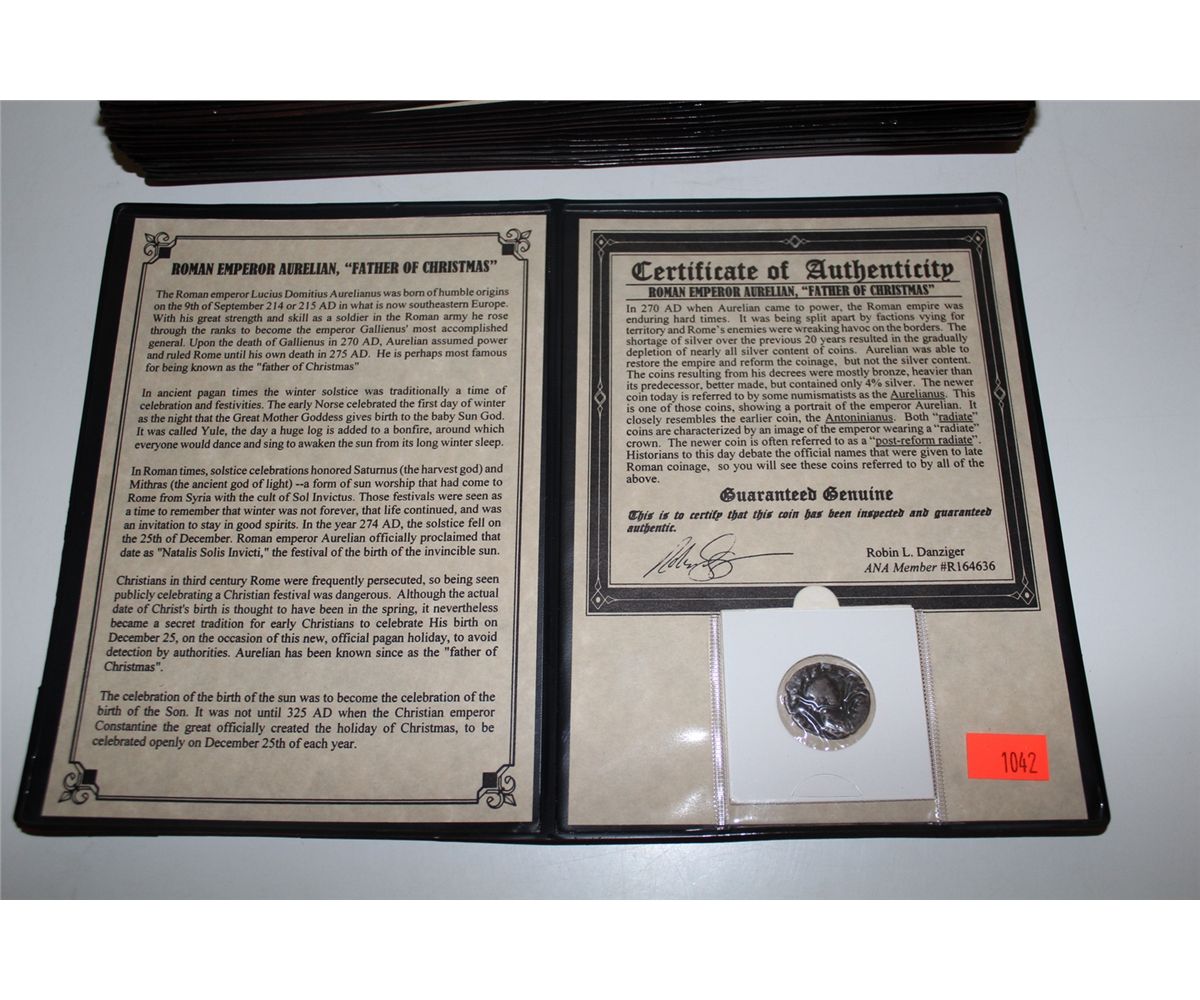 ROMAN EMPEROR AURELIAN, “FATHER OF CHRISTMAS”
The Roman emperor Lucius Domitius Aurelianus was born of humble origins
on the 9th of September 214 or 215 AD in what is now southeastern Europe.
With his great strength and skill as a soldier in the Roman army he rose
through the ranks to become the emperor Gallienus' most accomplished
general. Upon the death of Gallienus in 270 AD, Aurelian assumed power
and ruled Rome until his own death in 275 AD. He is perhaps most famous
for being known as the "father of Christmas"
In ancient pagan times the winter solstice was traditionally a time of
celebration and festivities. The early Norse celebrated the first day of winter
as the night that the Great Mother Goddess gives birth to the baby Sun God.
It was called Yule, the day a huge log is added to a bonfire, around which
everyone would dance and sing to awaken the sun from its long winter sleep.
In Roman times, solstice celebrations honored Saturnus (the harvest god) and
Mithras (the ancient god of light) --a form of sun worship that had come to
Rome from Syria with the cult of Sol Invictus. Those festivals were seen as
a time to remember that winter was not forever, that life continued, and was
an invitation to stay in good spirits. In the year 274 AD, the solstice fell on
the 25th of December. Roman emperor Aurelian officially proclaimed that
date as "Natalis Solis Invicti," the festival of the birth of the invincible sun.
Christians in third century Rome were frequently persecuted, so being seen
publicly celebrating a Christian festival was dangerous. Although the actual
date of Christ's birth is thought to have been in the spring, it nevertheless
became a secret tradition for early Christians to celebrate His birth on
December 25, on the occasion of this new, official pagan holiday, to avoid
detection by authorities. Aurelian has been known since as the "father of
Christmas".
The celebration of the birth of the sun was to become the celebration of the
birth of the Son. It was not until 325 AD when the Christian emperor
Constantine the great officially created the holiday of Christmas, to be
celebrated openly on December 25th of each year.
Certificate of Authenticity
ROMAN EMPEROR AURELIAN, “FATHER OF CHRISTMAS”
In 270 AD when Aurelian came to power, the Roman empire was
enduring hard times. It was being split apart by factions vying for
territory and Rome's enemies were wreaking havoc on the borders. The
shortage of silver over the previous 20 years resulted in the gradually
depletion of nearly all silver content of coins. Aurelian was able to
restore the empire and reform the coinage, but not the silver content.
The coins resulting from his decrees were mostly bronze, heavier than
its predecessor, better made, but contained only 4% silver. The newer
coin today is referred to by some numismatists as the Aurelianus. This
is one of those coins, showing a portrait of the emperor Aurelian. It
closely resembles the earlier coin, the Antoninianus. Both “radiate”
coins are characterized by an image of the emperor wearing a “radiate”
crown. The newer coin is often referred to as a “post-reform radiate”.
Historians to this day debate the official names that were given to late
Roman coinage, so you will see these coins referred to by all of the
above.
Guaranteed Genuine
This is to certify that this coin has been inspected and guaranteed
authentic.
Robin L. Danziger
ANA Member #R164636
1042